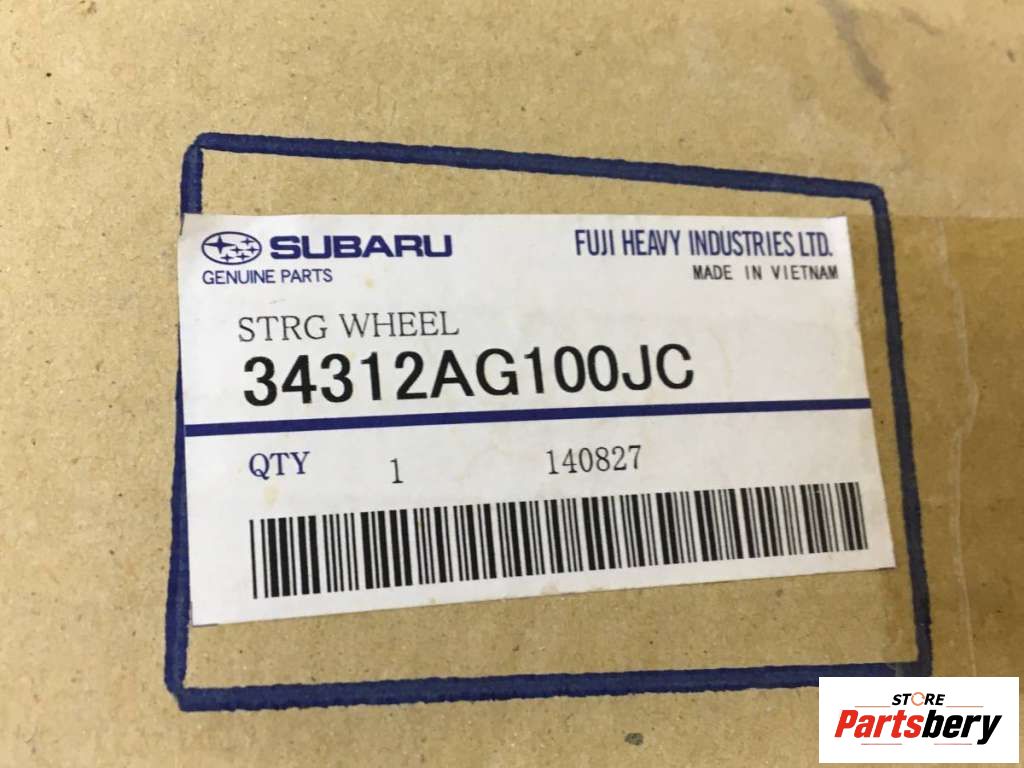 SUBARU FUJI HEAVY INDUSTRIES LTD.
GENUINE PARTS MADE IN VIETNAM
STRG WHEEL
34312AG100JC
QTY 1 140827
STORE
Partsbery